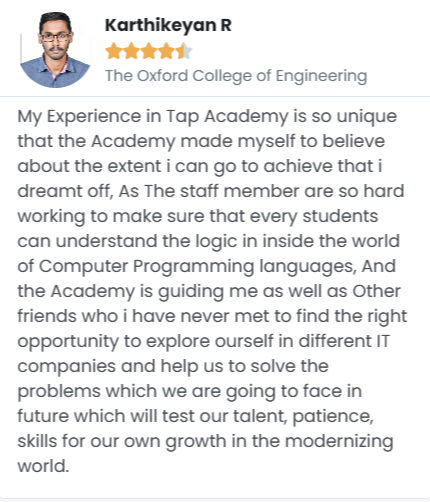 Karthikeyan R
The Oxford College of Engineering
My Experience in Tap Academy is so unique
that the Academy made myself to believe
about the extent i can go to achieve that i
dreamt off, As The staff member are so hard
working to make sure that every students
can understand the logic in inside the world
of Computer Programming languages, And
the Academy is guiding me as well as Other
friends who i have never met to find the right
opportunity to explore ourself in different IT
companies and help us to solve the
problems which we are going to face in
future which will test our talent, patience,
skills for our own growth in the modernizing
world.